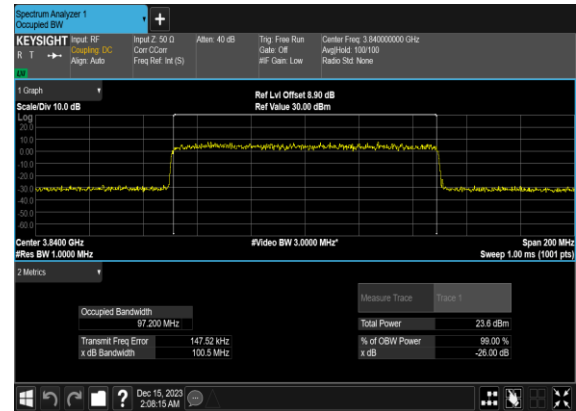 Spectrum Analyzer 1
Occupied BW
+
KEYSIGHT Input: RF Input Z: 50 Ω Atten: 40 dB Trig: Free Run Center Freq: 3.840000000 GHz
R T Coupling: DC Corr CCorr Gate: Off Avg|Hold: 100/100
Align: Auto Freq Ref: Int (S) #IF Gain: Low Radio Std: None
1 Graph Ref Lvl Offset 8.90 dB
Scale/Div 10.0 dB Ref Value 30.00 dBm
Log
20.0
10.0
0.00
-10.0
-20.0
-30.0
-40.0
-50.0
-60.0
Center 3.8400 GHz #Video BW 3.0000 MHz* Span 200 MHz
#Res BW 1.0000 MHz Sweep 1.00 ms (1001 pts)
2 Metrics
Measure Trace Trace 1
Occupied Bandwidth
97.200 MHz Total Power 23.6 dBm
Transmit Freq Error 147.52 kHz % of OBW Power 99.00 %
x dB Bandwidth 100.5 MHz x dB -26.00 dB
? Dec 15, 2023
2:08:15 AM